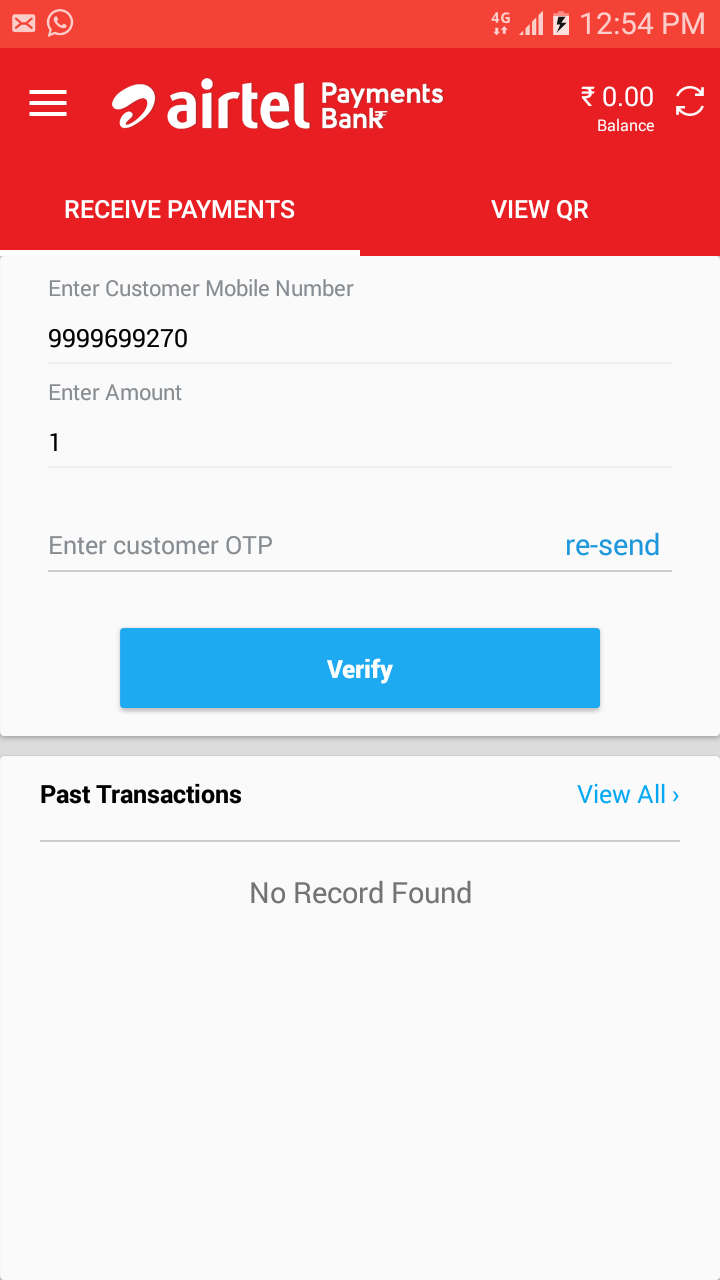 4G 12:54 PM
airtel Payments Bank
₹ 0.00
Balance
RECEIVE PAYMENTS VIEW QR
Enter Customer Mobile Number
9999699270
Enter Amount
1
Enter customer OTP re-send
Verify
Past Transactions View All ›
No Record Found